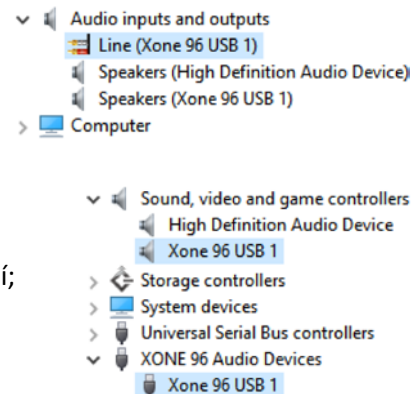 Audio inputs and outputs
Line (Xone 96 USB 1)
Speakers (High Definition Audio Device)
Speakers (Xone 96 USB 1)
Computer
Sound, video and game controllers
High Definition Audio Device
Xone 96 USB 1
í;
Storage controllers
System devices
Universal Serial Bus controllers
XONE 96 Audio Devices
Xone 96 USB 1